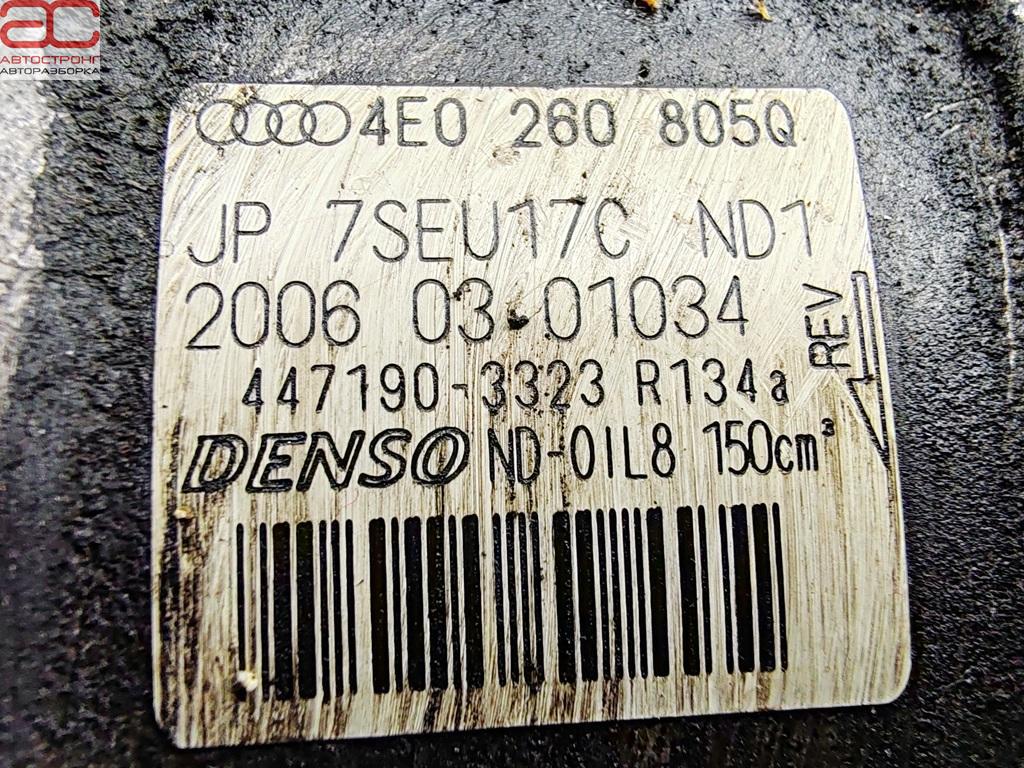 ac
АВТОСТРОНГ
АВТОРАЗБОРКА
4E0 260 805Q
JP 7SEU17C ND1
2006 03.01034
447190-3323 R134a
DENSO ND-OIL8 150cm³
REV